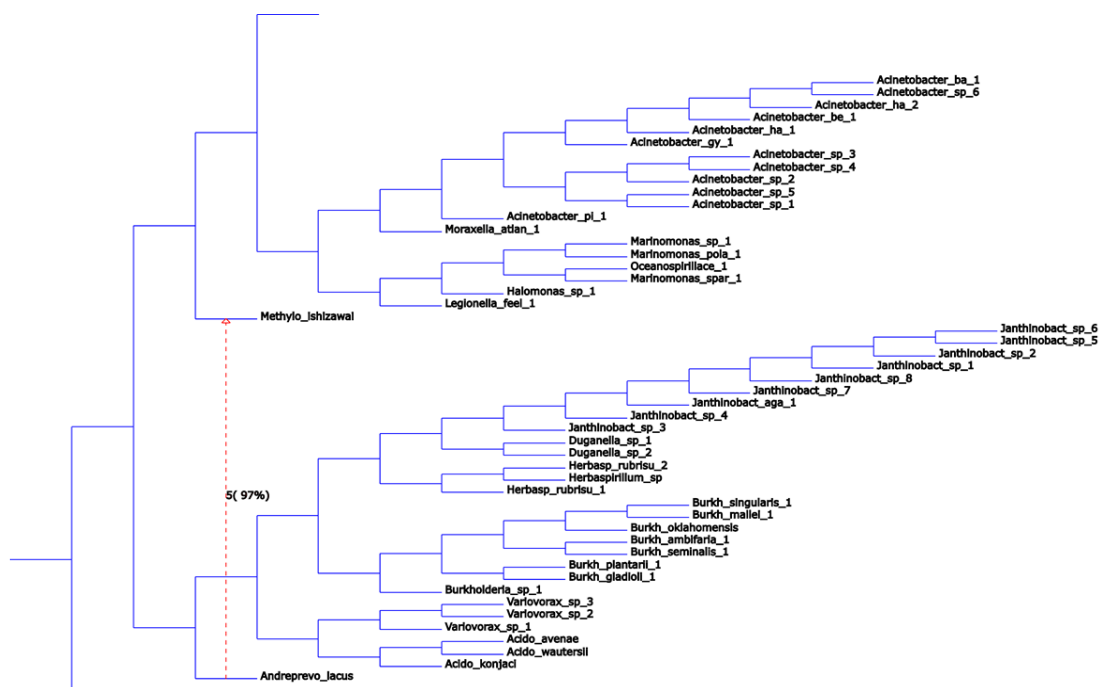 Acinetobacter_ba_1
Acinetobacter_sp_6
Acinetobacter_ha_2
Acinetobacter_be_1
Acinetobacter_ha_1
Acinetobacter_gy_1
Acinetobacter_sp_3
Acinetobacter_sp_4
Acinetobacter_sp_2
Acinetobacter_sp_5
Acinetobacter_sp_1
Acinetobacter_pi_1
Moraxella_atlan_1
Marinomonas_sp_1
Marinomonas_pola_1
Oceanospirillace_1
Marinomonas_spar_1
Halomonas_sp_1
Legionella_feel_1
Methylo_ishizawai
Janthinobact_sp_6
Janthinobact_sp_5
Janthinobact_sp_2
Janthinobact_sp_1
Janthinobact_sp_8
Janthinobact_sp_7
Janthinobact_aga_1
Janthinobact_sp_4
Janthinobact_sp_3
Duganella_sp_1
Duganella_sp_2
Herbasp_rubrisu_2
Herbaspirillum_sp
Herbasp_rubrisu_1
5( 97%)
Burkh_singularis_1
Burkh_mallei_1
Burkh_oklahomensis
Burkh_ambifaria_1
Burkh_seminalis_1
Burkh_plantarii_1
Burkh_gladioli_1
Burkholderia_sp_1
Variovorax_sp_3
Variovorax_sp_2
Variovorax_sp_1
Acido_avenae
Acido_wautersii
Acido_konjaci
Andreprevo_lacus